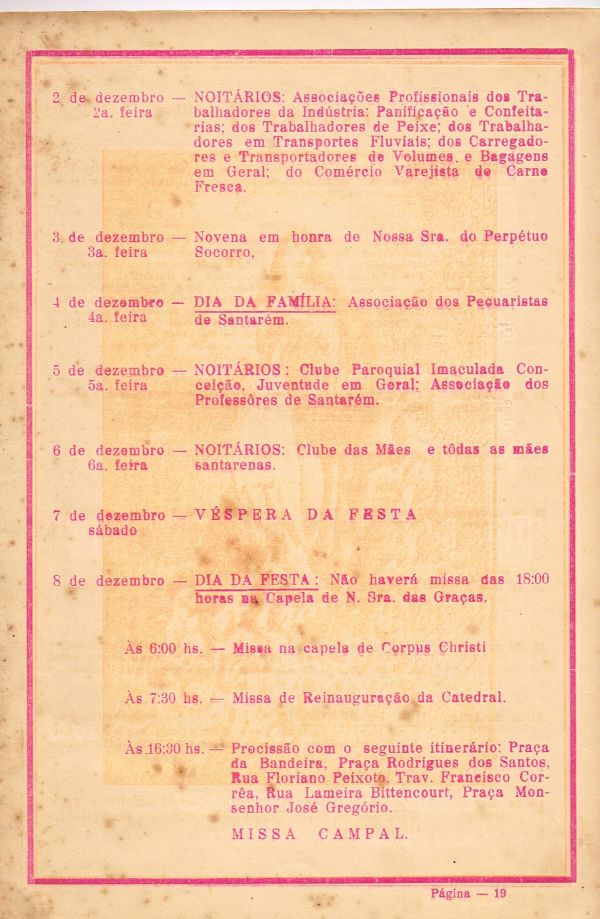 2 de dezembro — NOITÁRIOS: Associações Profissionais dos Tra-
2a. feira balhadores da Indústria: Panificação e Confeita-
rias; dos Trabalhadores de Peixe; dos Trabalha-
dores em Transportes Fluviais; dos Carregado-
res e Transportadores de Volumes. e Bagagens
em Geral; do Comércio Varejista de Carne
Fresca.
3 de dezembro — Novena em honra de Nossa Sra. do Perpétuo
3a. feira Socorro,
4 de dezembro — DIA DA FAMÍLIA: Associação dos Pecuaristas
4a. feira de Santarém.
5 de dezembro — NOITÁRIOS: Clube Paroquial Imaculada Con-
5a. feira ceição, Juventude em Geral; Associação dos
Professôres de Santarém.
6 de dezembro — NOITÁRIOS: Clube das Mães e tôdas as mães
6a. feira santarenas.
7 de dezembro — VÉSPERA DA FESTA
sábado
8 de dezembro — DIA DA FESTA: Não haverá missa das 18:00
horas na Capela de N. Sra. das Graças.
Às 6:00 hs. — Missa na capela de Corpus Christi
Às 7:30 hs. — Missa de Reinauguração da Catedral.
Às 16:30 hs. — Procissão com o seguinte itinerário: Praça
da Bandeira, Praça Rodrigues dos Santos,
Rua Floriano Peixoto, Trav. Francisco Cor-
rêa, Rua Lameira Bittencourt, Praça Mon-
senhor José Gregório.
MISSA CAMPAL.
Página — 19